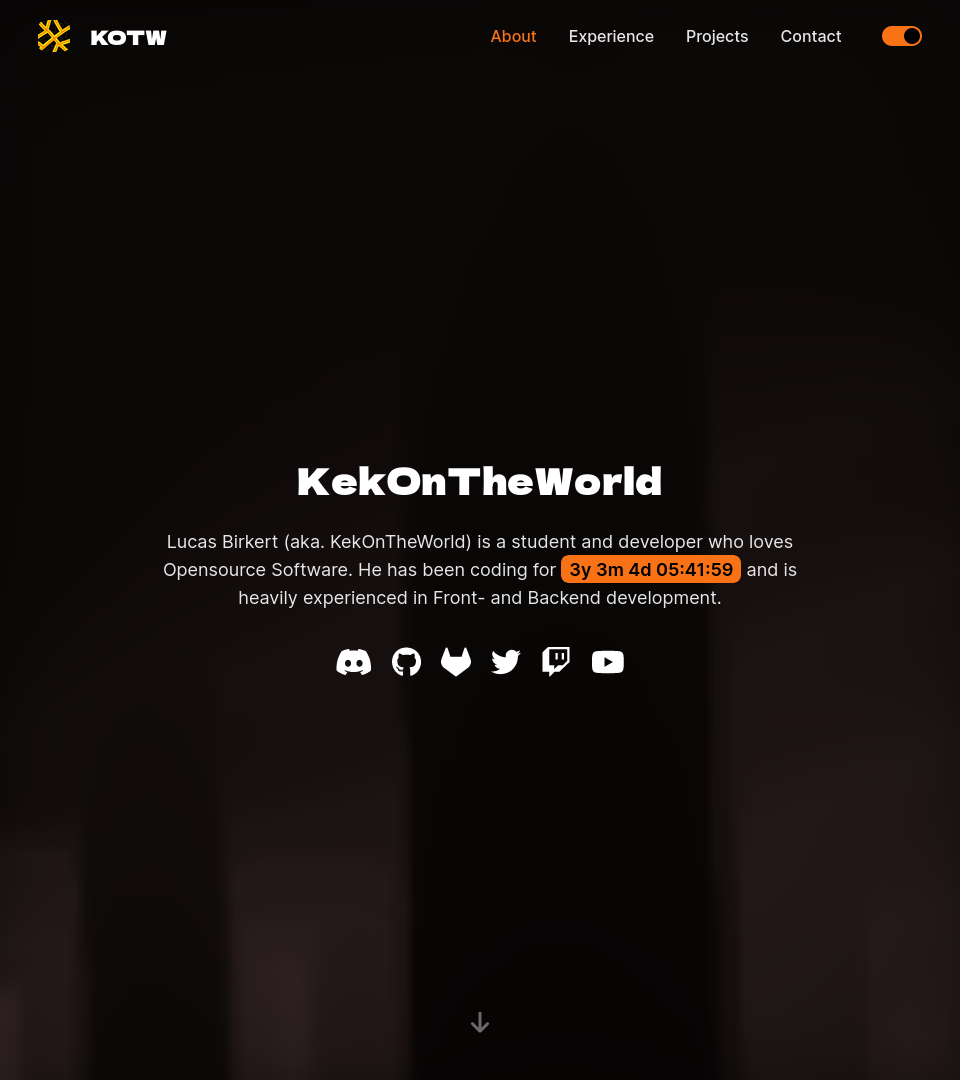 KOTW
About Experience Projects Contact
KekOnTheWorld
Lucas Birkert (aka. KekOnTheWorld) is a student and developer who loves
Opensource Software. He has been coding for 3y 3m 4d 05:41:59 and is
heavily experienced in Front- and Backend development.